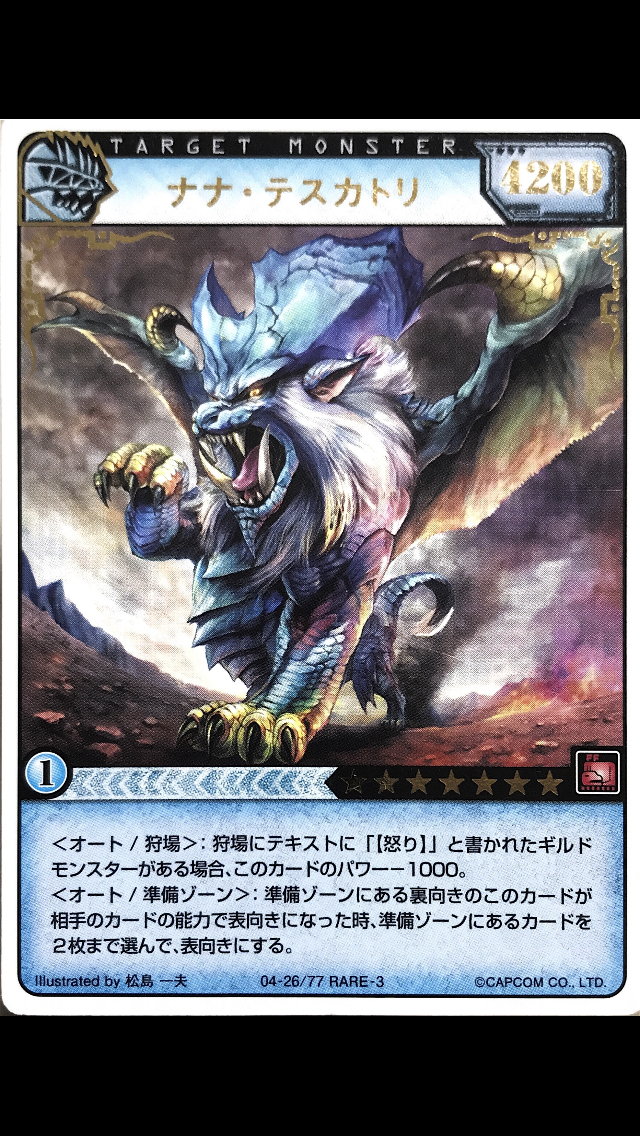 TARGET MONSTER
ナナ・テスカトリ
4200
1
FF
＜オート / 狩場＞：狩場にテキストに「【怒り】」と書かれたギルド
モンスターがある場合、このカードのパワー－1000。
＜オート / 準備ゾーン＞：準備ゾーンにある裏向きのこのカードが
相手のカードの能力で表向きになった時、準備ゾーンにあるカードを
２枚まで選んで、表向きにする。
Illustrated by 松島 一夫 04-26/77 RARE-3 ©CAPCOM CO., LTD.